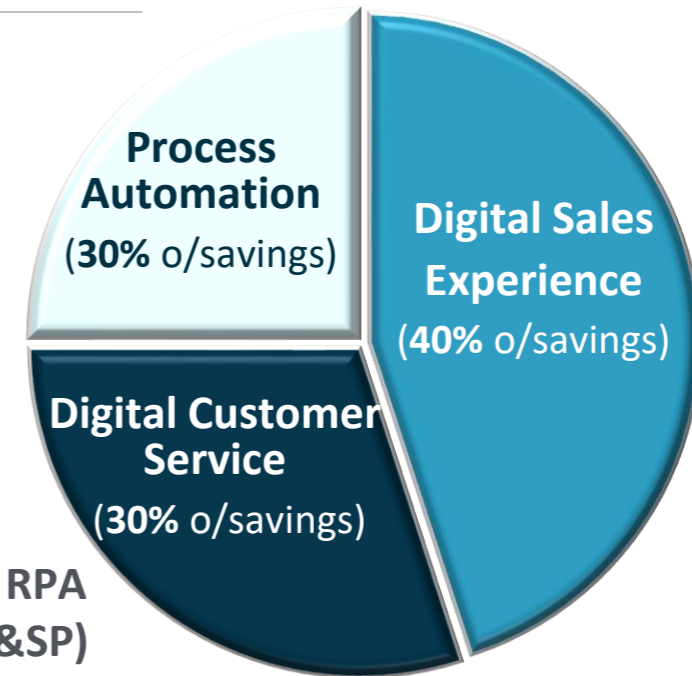 Process
Automation
(30% o/savings)
Digital Sales
Experience
(40% o/savings)
Digital Customer
Service
(30% o/savings)
RPA
&SP)